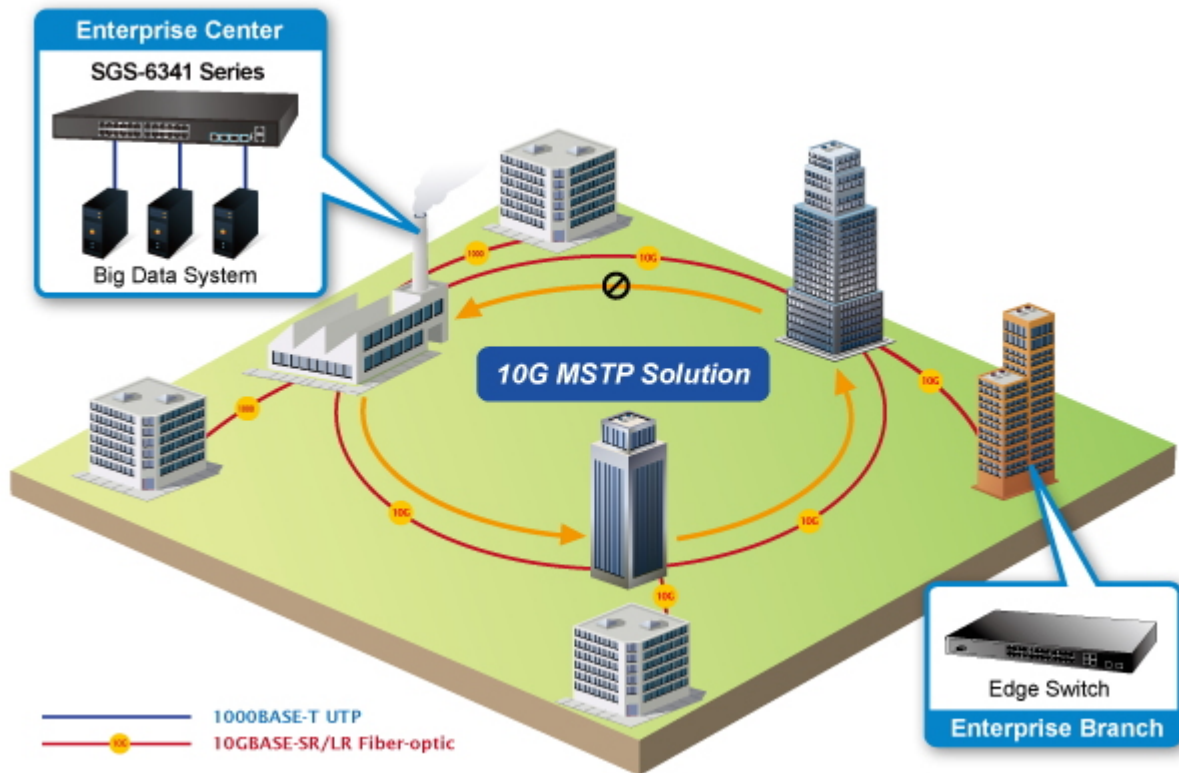 Enterprise Center
SGS-6341 Series
Big Data System
1000
10G
10G MSTP Solution
10G
1000
10G
10G
10G
Edge Switch
Enterprise Branch
1000BASE-T UTP
10G
10GBASE-SR/LR Fiber-optic